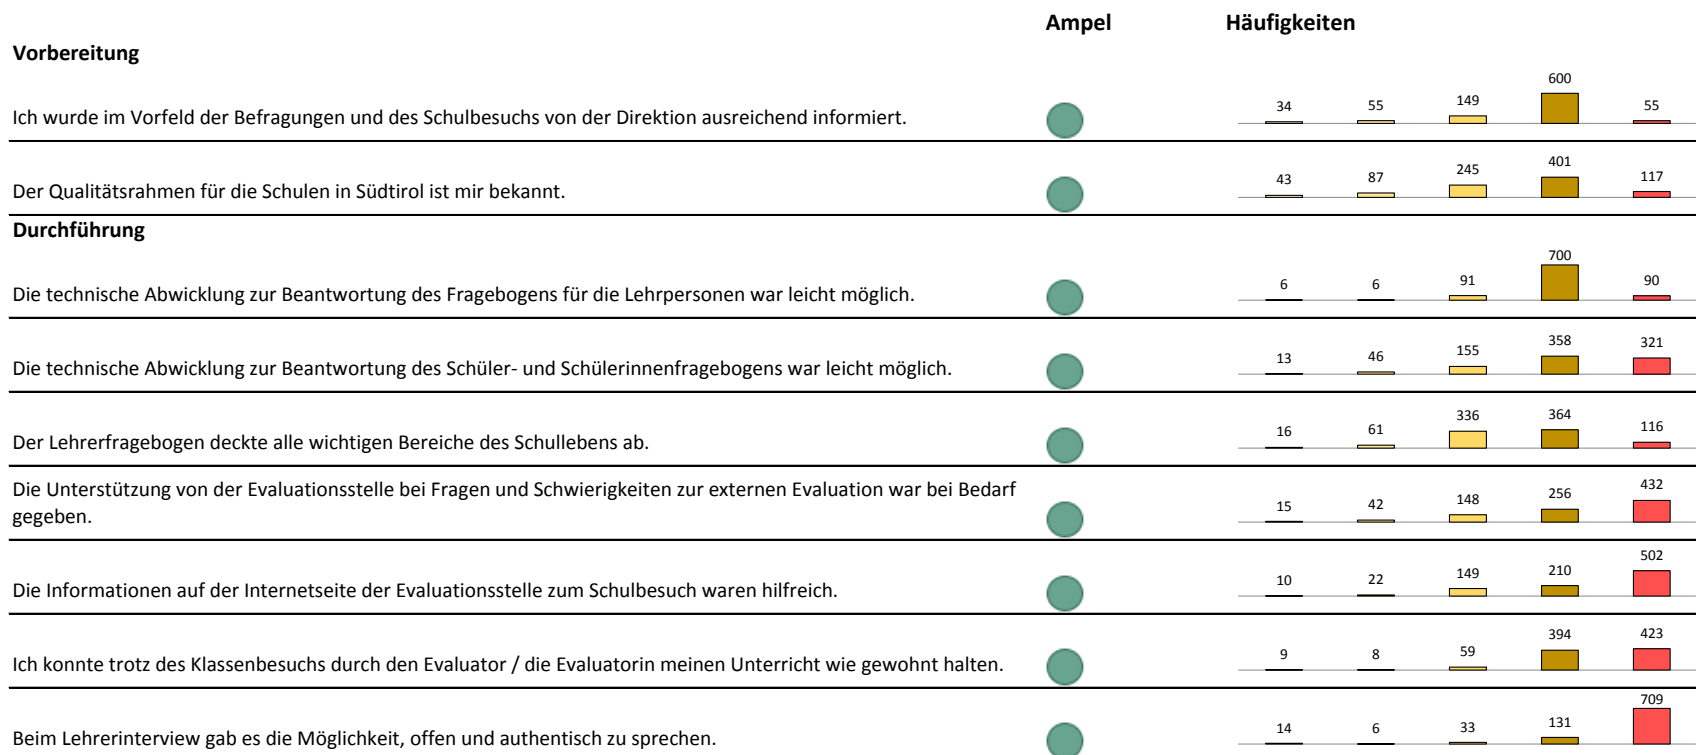 Ampel Häufigkeiten
Vorbereitung
Ich wurde im Vorfeld der Befragungen und des Schulbesuchs von der Direktion ausreichend informiert. 34 55 149 600 55
Der Qualitätsrahmen für die Schulen in Südtirol ist mir bekannt. 43 87 245 401 117
Durchführung
Die technische Abwicklung zur Beantwortung des Fragebogens für die Lehrpersonen war leicht möglich. 6 6 91 700 90
Die technische Abwicklung zur Beantwortung des Schüler- und Schülerinnenfragebogens war leicht möglich. 13 46 155 358 321
Der Lehrerfragebogen deckte alle wichtigen Bereiche des Schullebens ab. 16 61 336 364 116
Die Unterstützung von der Evaluationsstelle bei Fragen und Schwierigkeiten zur externen Evaluation war bei Bedarf
gegeben. 15 42 148 256 432
Die Informationen auf der Internetseite der Evaluationsstelle zum Schulbesuch waren hilfreich. 10 22 149 210 502
Ich konnte trotz des Klassenbesuchs durch den Evaluator / die Evaluatorin meinen Unterricht wie gewohnt halten. 9 8 59 394 423
Beim Lehrerinterview gab es die Möglichkeit, offen und authentisch zu sprechen. 14 6 33 131 709